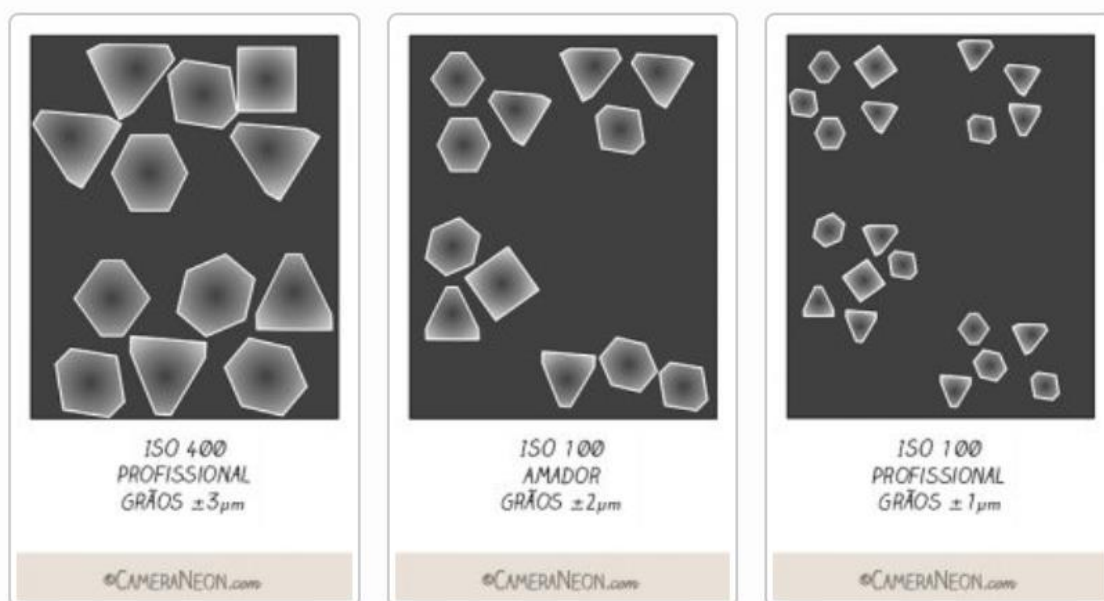 ISO 400
PROFISSIONAL
GRÃOS ±3µm
©CAMERANEON.com
ISO 100
AMADOR
GRÃOS ±2µm
©CAMERANEON.com
ISO 100
PROFISSIONAL
GRÃOS ±1µm
©CAMERANEON.com